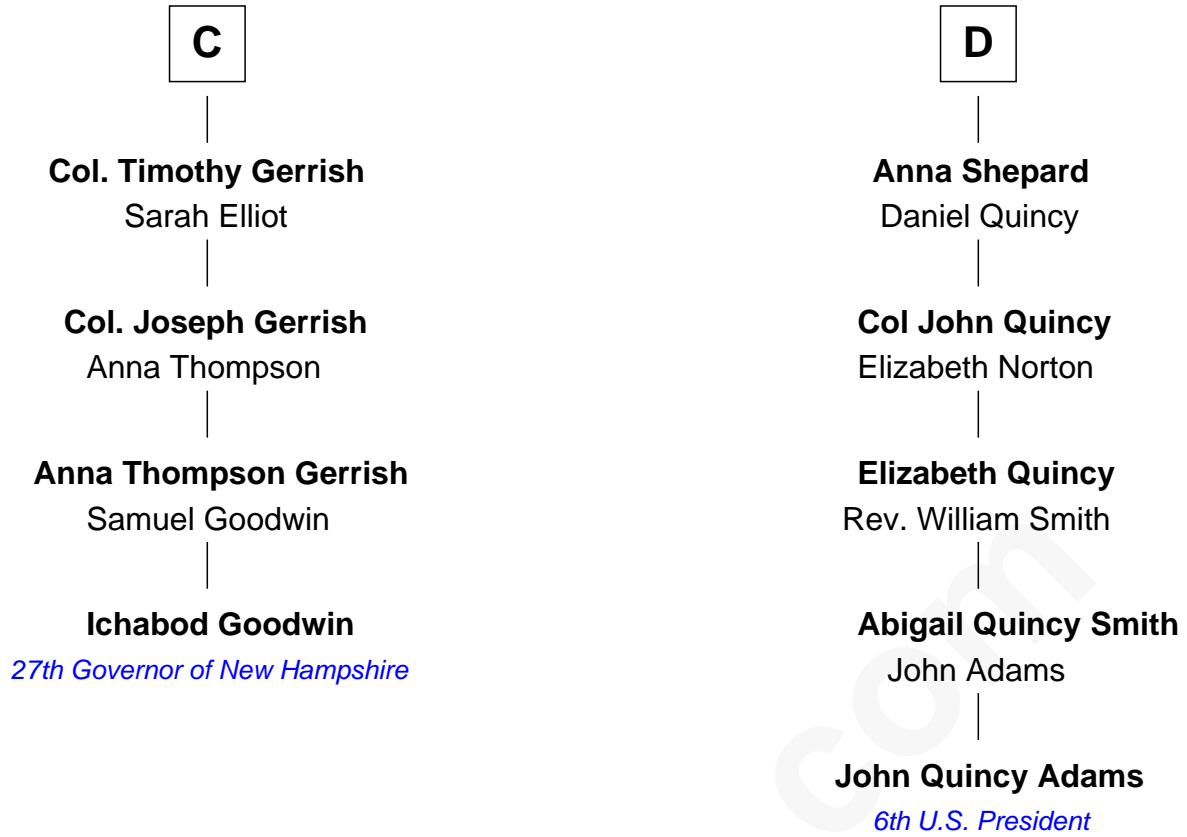 C
Col. Timothy Gerrish
Sarah Elliot
Col. Joseph Gerrish
Anna Thompson
Anna Thompson Gerrish
Samuel Goodwin
Ichabod Goodwin
27th Governor of New Hampshire
D
Anna Shepard
Daniel Quincy
Col John Quincy
Elizabeth Norton
Elizabeth Quincy
Rev. William Smith
Abigail Quincy Smith
John Adams
John Quincy Adams
6th U.S. President
com